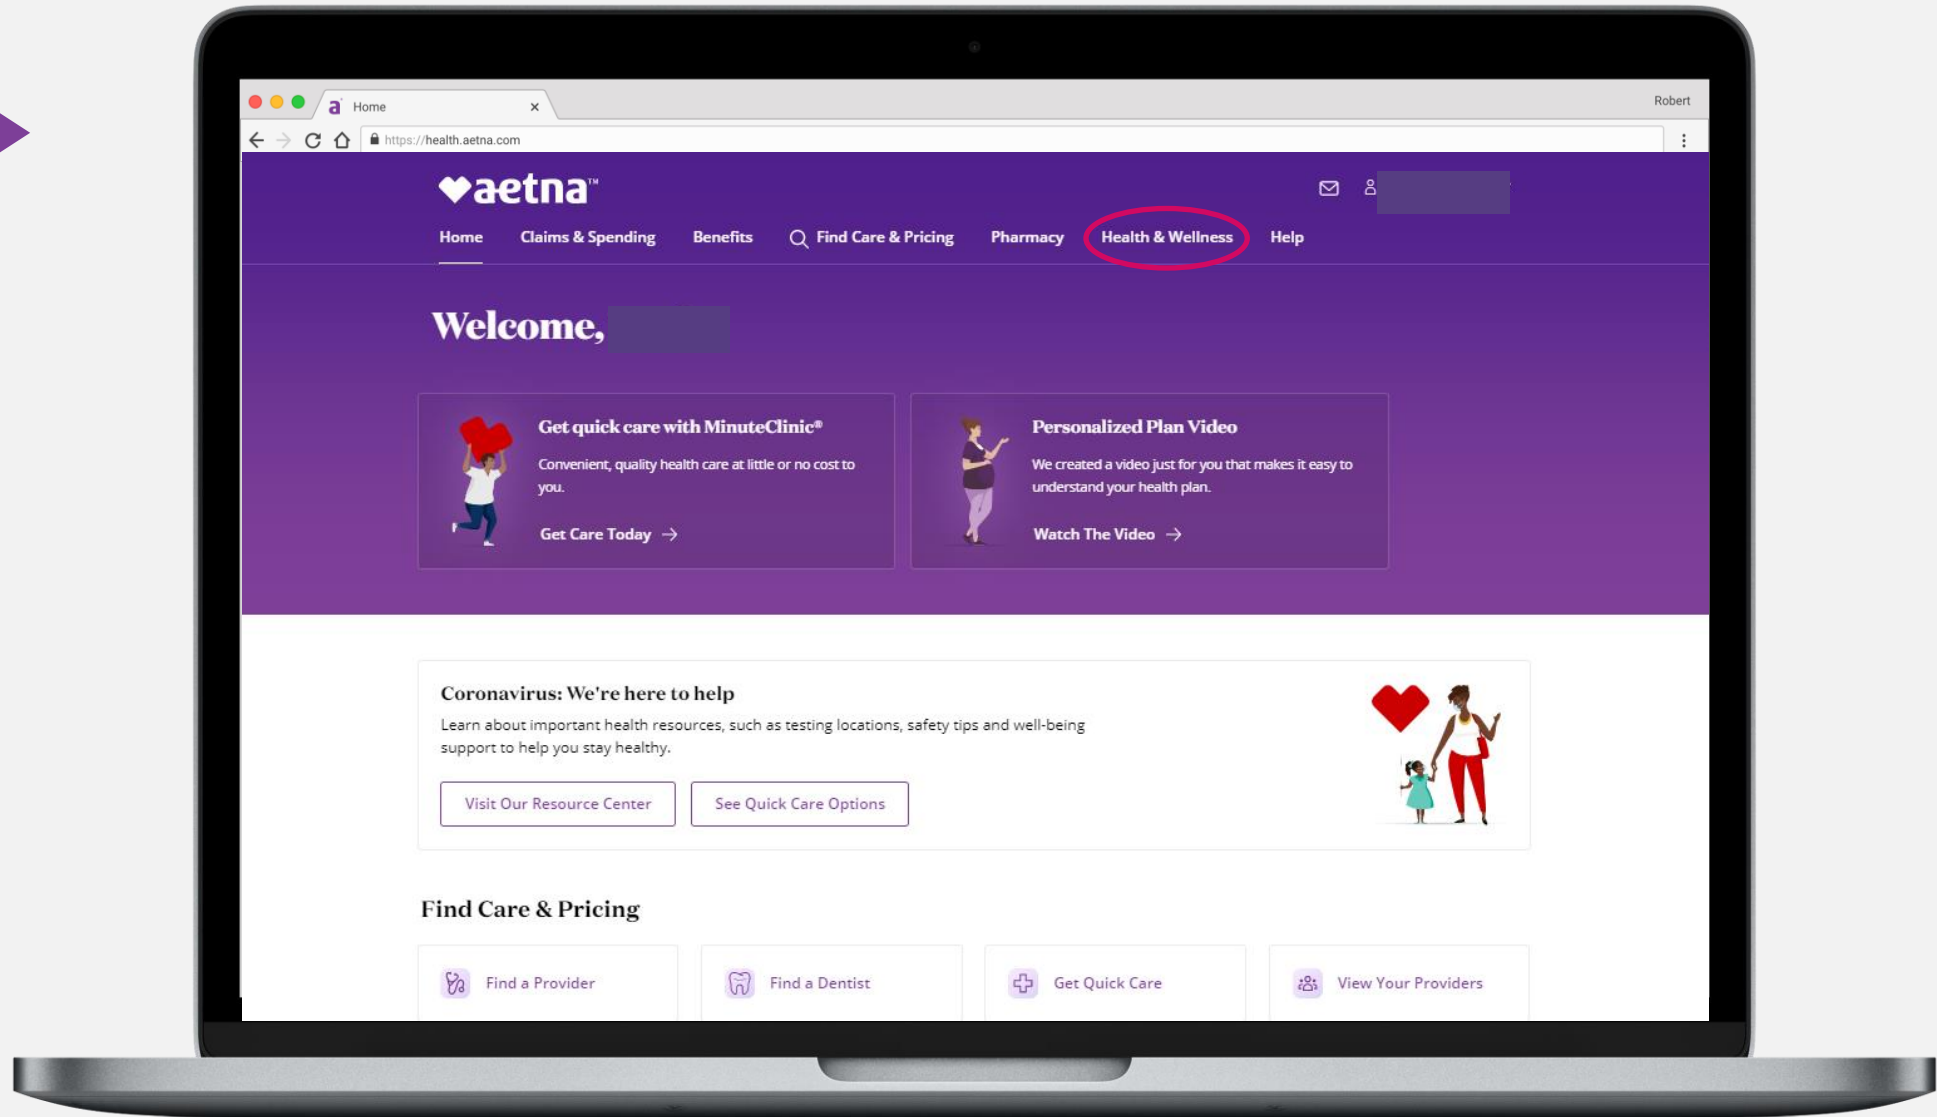 a Home
Robert
https://health.aetna.com
aetna™
Home Claims & Spending Benefits Find Care & Pricing Pharmacy Health & Wellness Help
Welcome,
Get quick care with MinuteClinic®
Convenient, quality health care at little or no cost to
you.
Get Care Today →
Personalized Plan Video
We created a video just for you that makes it easy to
understand your health plan.
Watch The Video →
Coronavirus: We're here to help
Learn about important health resources, such as testing locations, safety tips and well-being
support to help you stay healthy.
Visit Our Resource Center See Quick Care Options
Find Care & Pricing
Find a Provider Find a Dentist Get Quick Care View Your Providers